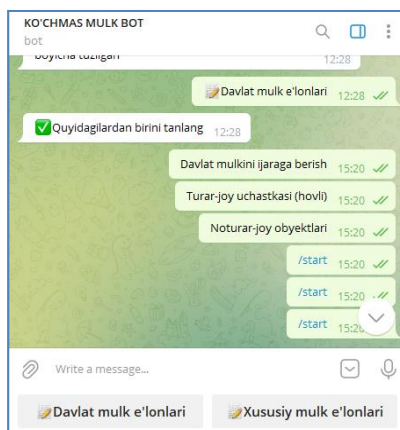 KO'CHMAS MULK BOT
bot
boyicha tuzilgan 12:28
📝Davlat mulk e'lonlari 12:28
✅Quyidagilardan birini tanlang 12:28
Davlat mulkini ijaraga berish 15:20
Turar-joy uchastkasi (hovli) 15:20
Noturar-joy obyektlari 15:20
/start 15:20
/start 15:20
/start
Write a message...
📝Davlat mulk e'lonlari 📝Xususiy mulk e'lonlari